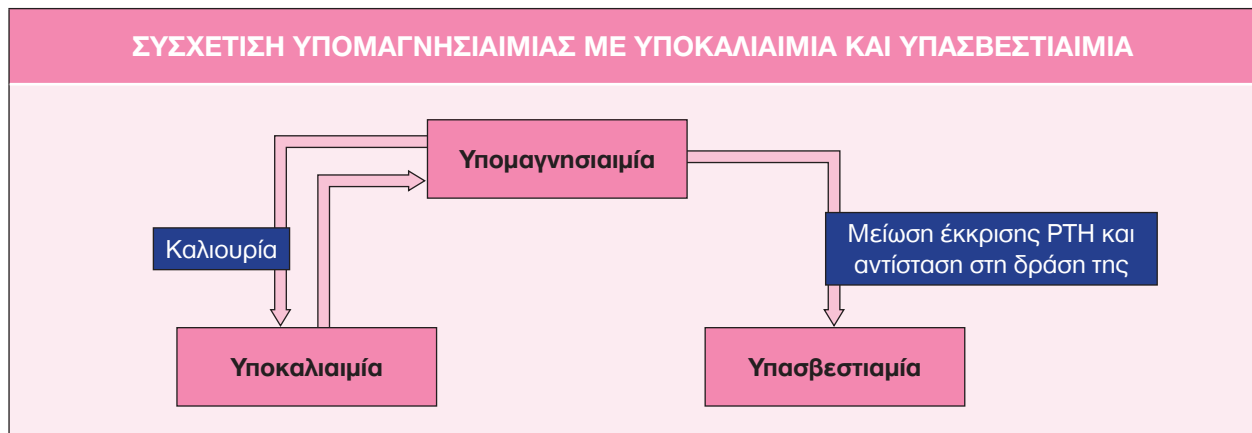 ΣΥΣΧΕΤΙΣΗ ΥΠΟΜΑΓΝΗΣΙΑΙΜΙΑΣ ΜΕ ΥΠΟΚΑΛΙΑΙΜΙΑ ΚΑΙ ΥΠΑΣΒΕΣΤΙΑΙΜΙΑ
Υπομαγνησιαιμία
Καλιουρία
Μείωση έκκρισης PTH και
αντίσταση στη δράση της
Υποκαλιαιμία
Υπασβεστιαμία